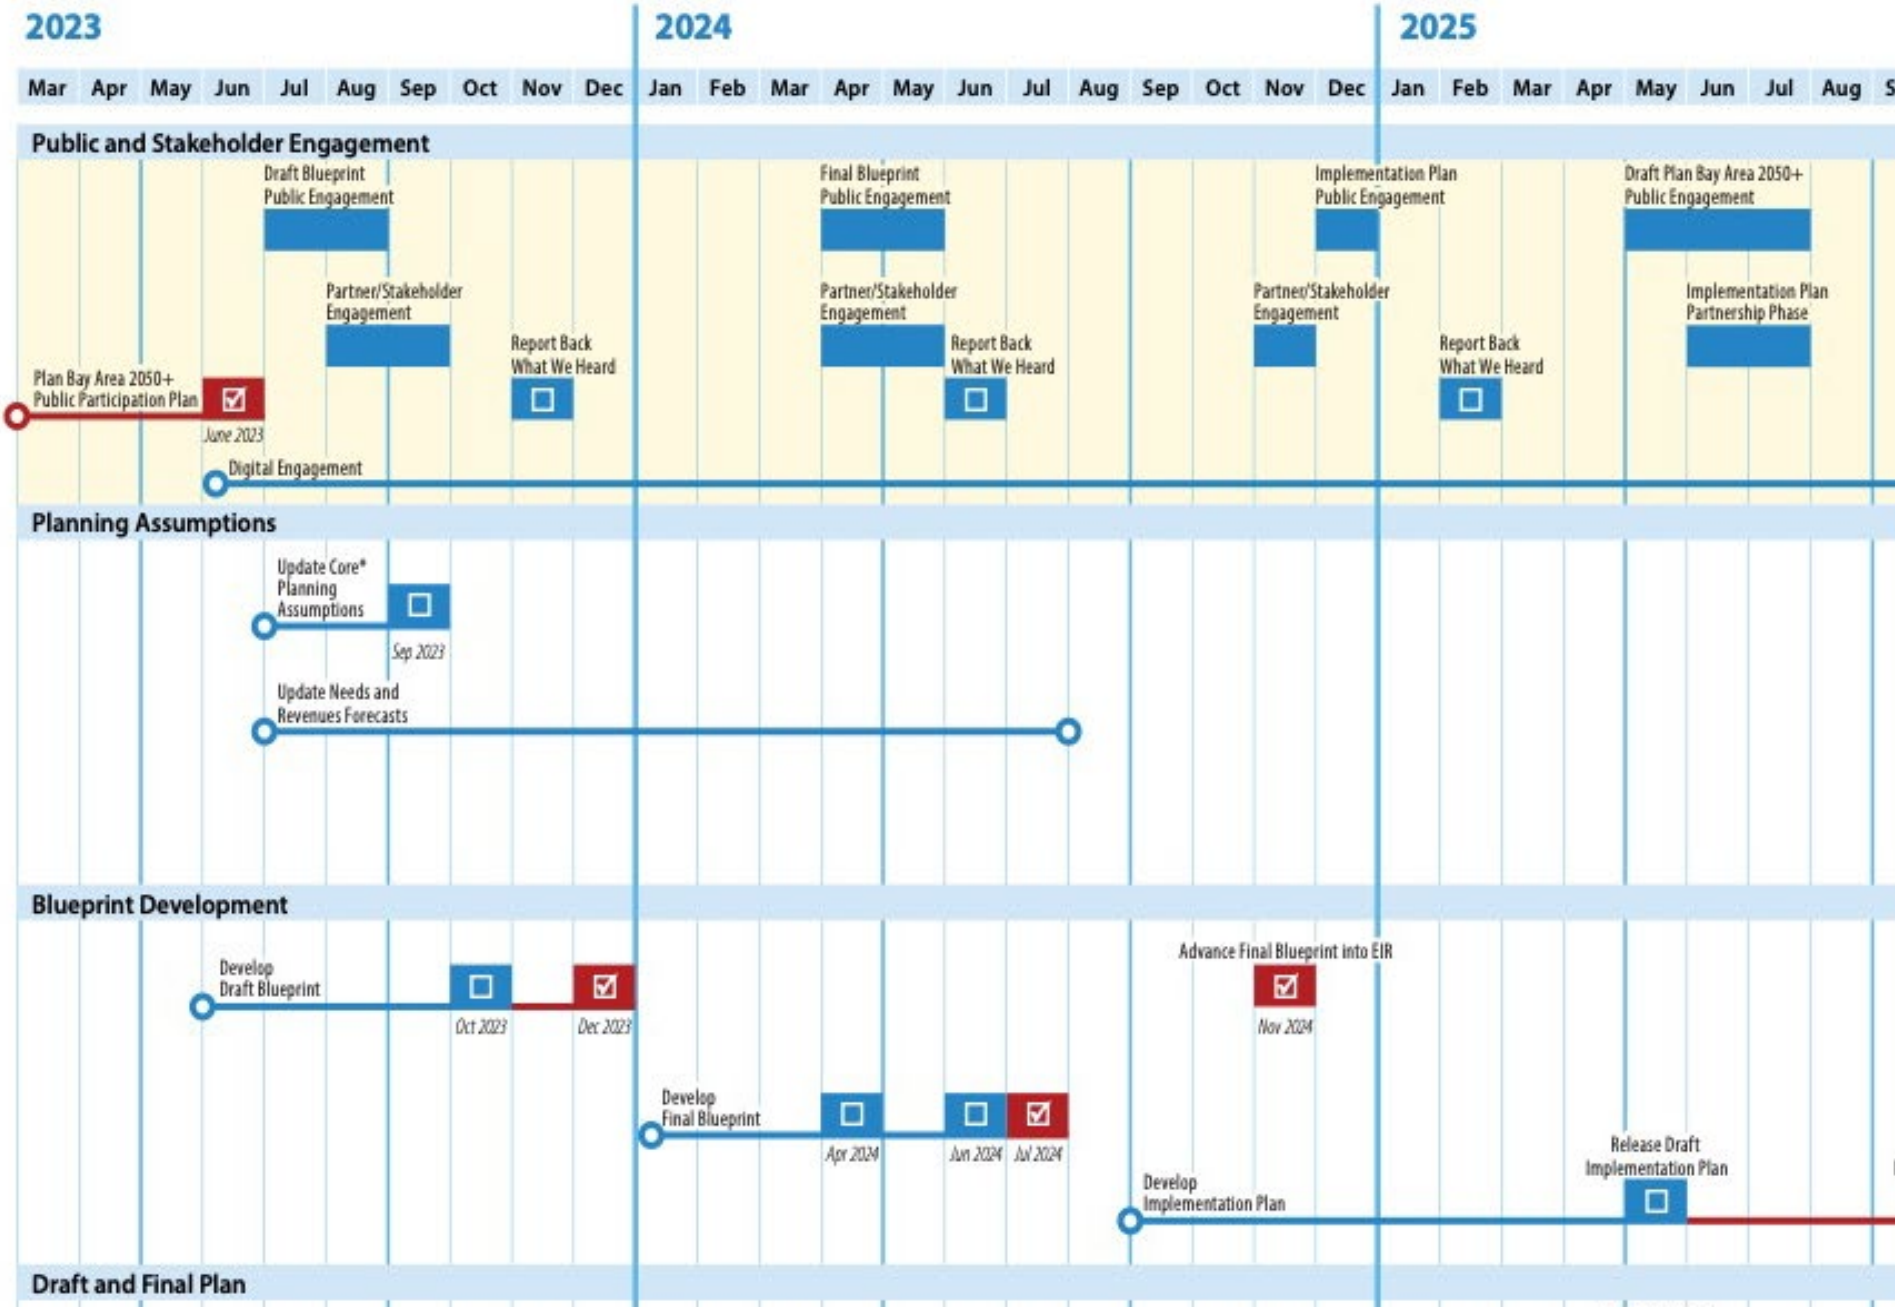 2023 2024 2025
Mar Apr May Jun Jul Aug Sep Oct Nov Dec Jan Feb Mar Apr May Jun Jul Aug Sep Oct Nov Dec Jan Feb Mar Apr May Jun Jul Aug S
Public and Stakeholder Engagement
Draft Blueprint
Public Engagement
Final Blueprint
Public Engagement
Implementation Plan
Public Engagement
Draft Plan Bay Area 2050+
Public Engagement
Partner/Stakeholder
Engagement
Partner/Stakeholder
Engagement
Partner/Stakeholder
Engagement
Implementation Plan
Partnership Phase
Report Back
What We Heard
Report Back
What We Heard
Report Back
What We Heard
Plan Bay Area 2050+
Public Participation Plan
June 2023
Digital Engagement
Planning Assumptions
Update Core*
Planning
Assumptions
Sep 2023
Update Needs and
Revenues Forecasts
Blueprint Development
Develop
Draft Blueprint
Oct 2023
Dec 2023
Advance Final Blueprint into EIR
Nov 2024
Develop
Final Blueprint
Apr 2024
Jun 2024
Jul 2024
Develop
Implementation Plan
Release Draft
Implementation Plan
Draft and Final Plan